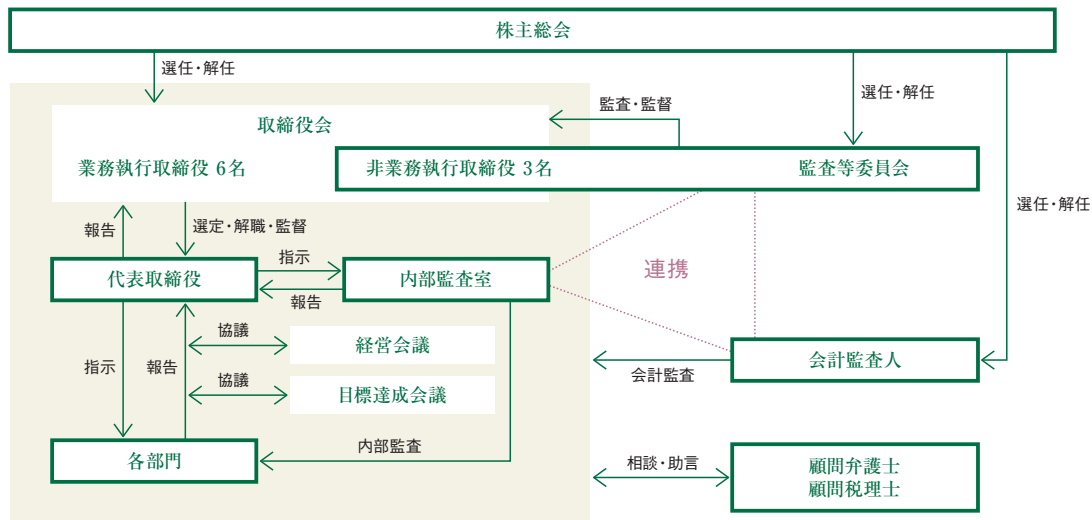 株主総会
選任・解任
選任・解任
監査・監督
取締役会
業務執行取締役 6名
非業務執行取締役 3名
監査等委員会
選任・解任
報告
選定・解職・監督
指示
連携
代表取締役
内部監査室
報告
協議
経営会議
会計監査人
指示
報告
会計監査
協議
目標達成会議
内部監査
各部門
相談・助言
顧問弁護士
顧問税理士